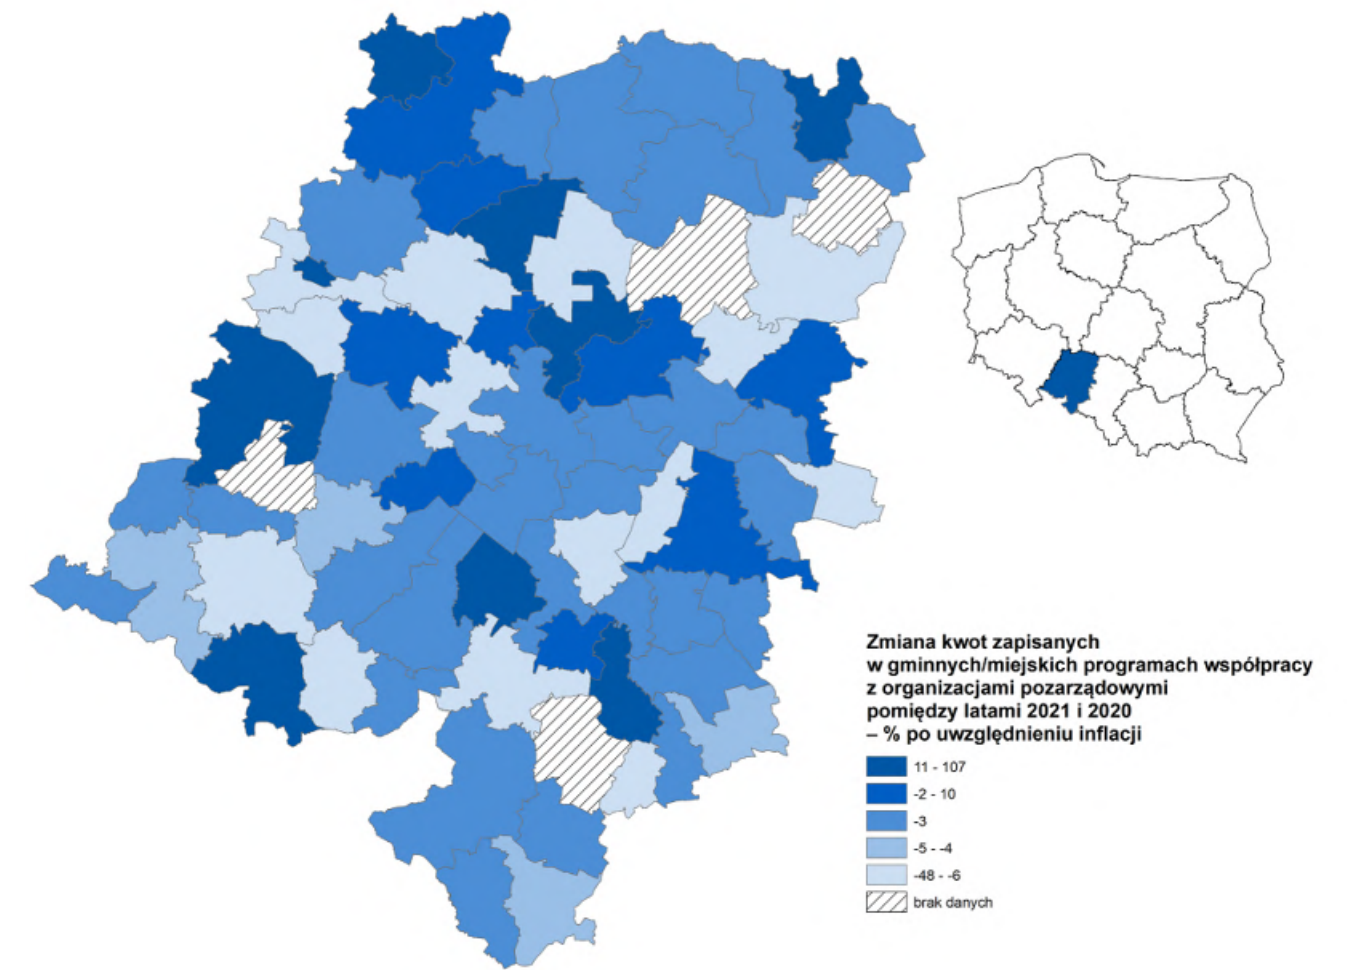 Zmiana kwot zapisanych
w gminnych/miejskich programach współpracy
z organizacjami pozarządowymi
pomiędzy latami 2021 i 2020
– % po uwzględnieniu inflacji
11 - 107
-2 - 10
-3
-5 - -4
-48 - -6
brak danych